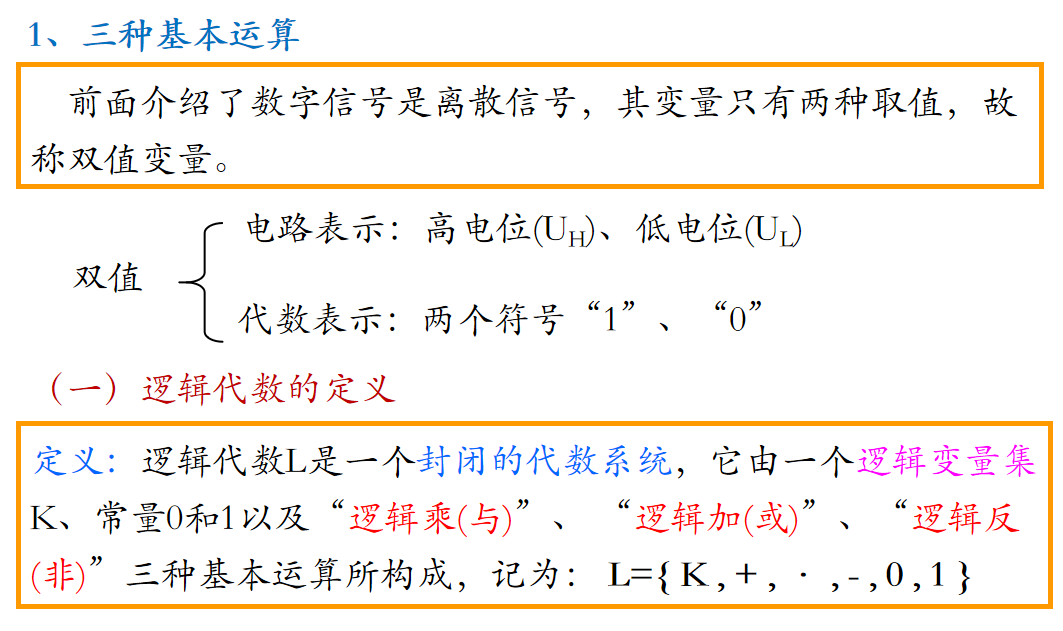 1、三种基本运算
前面介绍了数字信号是离散信号，其变量只有两种取值，故
称双值变量。
电路表示：高电位(UH)、低电位(UL)
双值
代数表示：两个符号“1”、“0”
（一）逻辑代数的定义
定义：逻辑代数L是一个封闭的代数系统，它由一个逻辑变量集
K、常量0和1以及“逻辑乘(与)”、“逻辑加(或)”、“逻辑反
(非)”三种基本运算所构成，记为： L={ K , + , · , - , 0 , 1 }